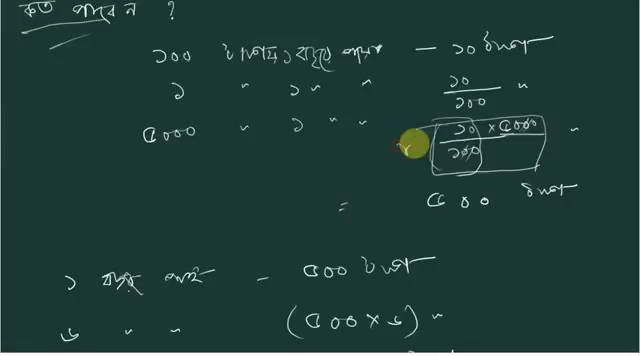 কত পাবেন ?
১০০ টাকায় ১ বছরে পায় — ১০ টাকা
১ " ১ " " ১০/১০০ "
৫০০০ " ১ " " ১০ × ৫০০০/১০০ "
= ৫০০ টাকা
১ বছরে পাই – ৫০০ টাকা
৬ " " (৫০০ × ৬) "